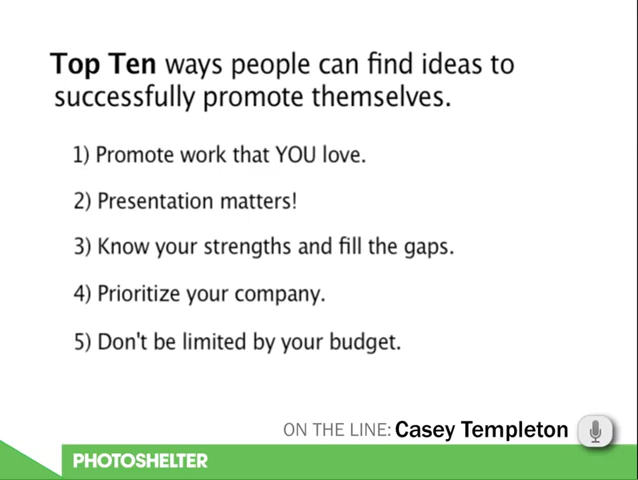 Top Ten ways people can find ideas to
successfully promote themselves.
1) Promote work that YOU love.
2) Presentation matters!
3) Know your strengths and fill the gaps.
4) Prioritize your company.
5) Don't be limited by your budget.
ON THE LINE: Casey Templeton
PHOTOSHELTER